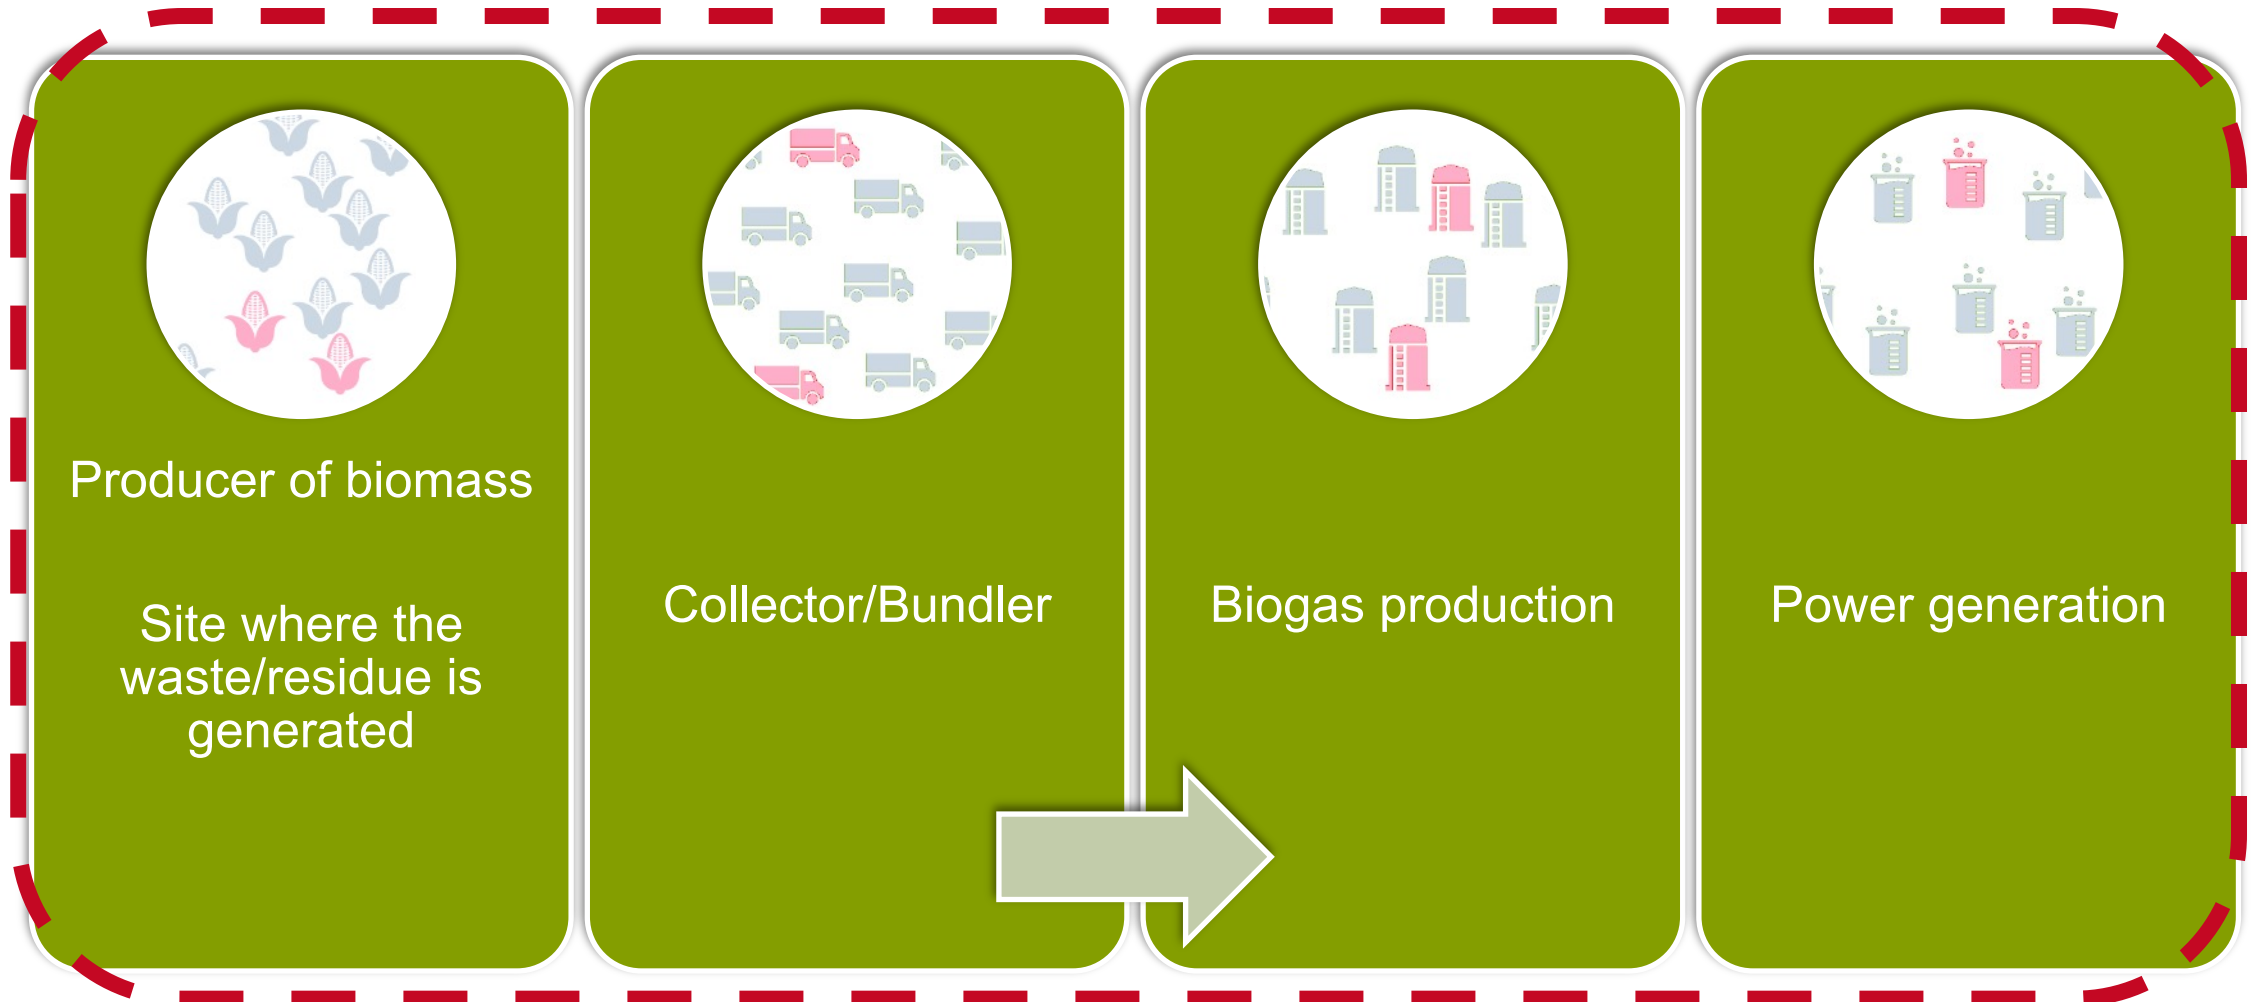 Producer of biomass
Site where the
waste/residue is
generated
Collector/Bundler
Biogas production
Power generation